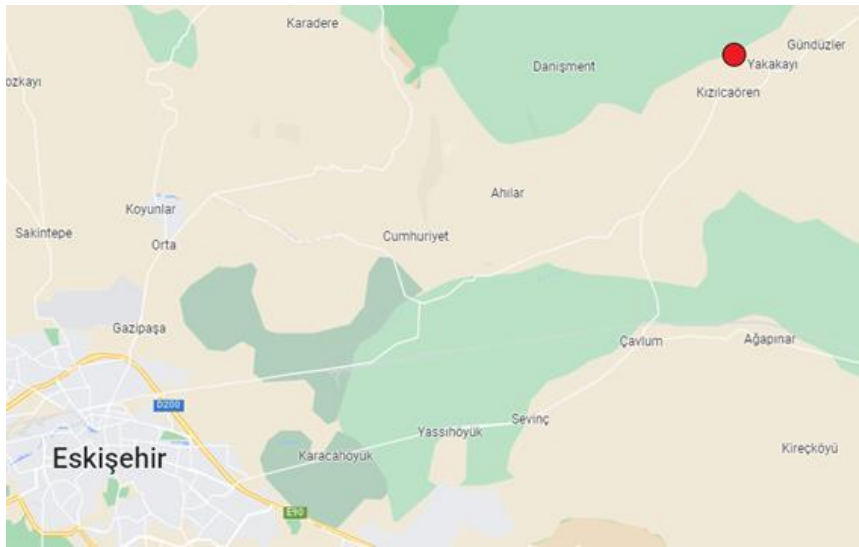 Karadere
Gündüzler
Danışment
Yakakayı
ozkayı
Kızılcaören
Ahılar
Koyunlar
Sakintepe
Orta
Cumhuriyet
Gazipaşa
Çavlum
Ağapınar
D200
Sevinç
Yassıhöyük
Kireçköyü
Eskişehir
Karacahöyük
E90